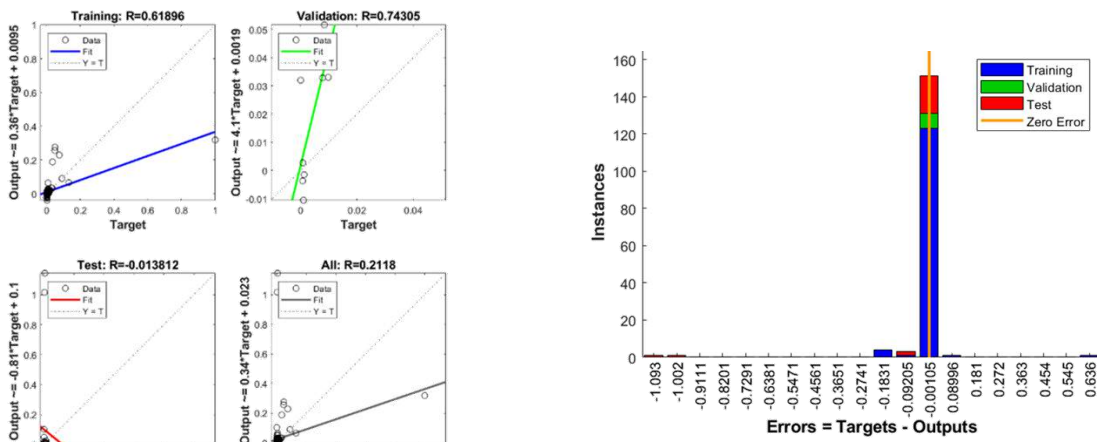 Training: R=0.61896
Output ~= 0.36*Target + 0.0095
1
0.8
0.6
0.4
0.2
0
Data
Fit
Y = T
0 0.2 0.4 0.6 0.8 1
Target
Validation: R=0.74305
Output ~= 4.1*Target + 0.0019
0.05
0.04
0.03
0.02
0.01
0
-0.01
Data
Fit
Y = T
0 0.02 0.04
Target
Test: R=-0.013812
Output ~= -0.81*Target + 0.1
1
0.8
0.6
0.4
0.2
0
Data
Fit
Y = T
All: R=0.2118
Output ~= 0.34*Target + 0.023
1
0.8
0.6
0.4
0.2
0
Data
Fit
Y = T
160
140
120
100
80
60
40
20
0
Instances
Training
Validation
Test
Zero Error
-1.093
-1.002
-0.9111
-0.8201
-0.7291
-0.6381
-0.5471
-0.4561
-0.3651
-0.2741
-0.1831
-0.09205
-0.00105
0.08996
0.181
0.272
0.363
0.454
0.545
0.636
Errors = Targets - Outputs